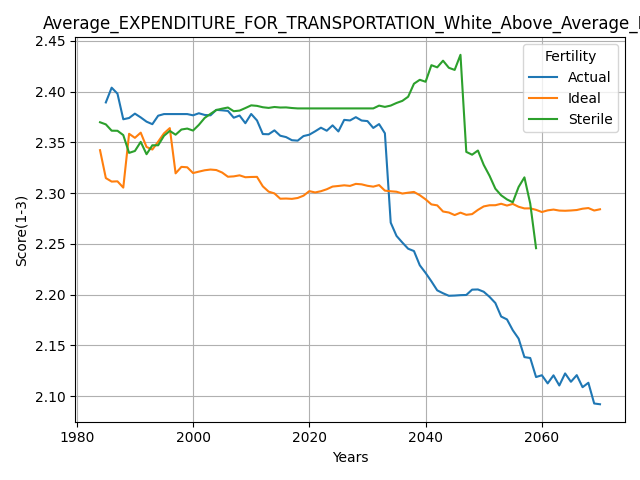 Average_EXPENDITURE_FOR_TRANSPORTATION_White_Above_Average_
2.45
2.40
2.35
2.30
2.25
2.20
2.15
2.10
Score(1-3)
Fertility
Actual
Ideal
Sterile
1980
2000
2020
2040
2060
Years